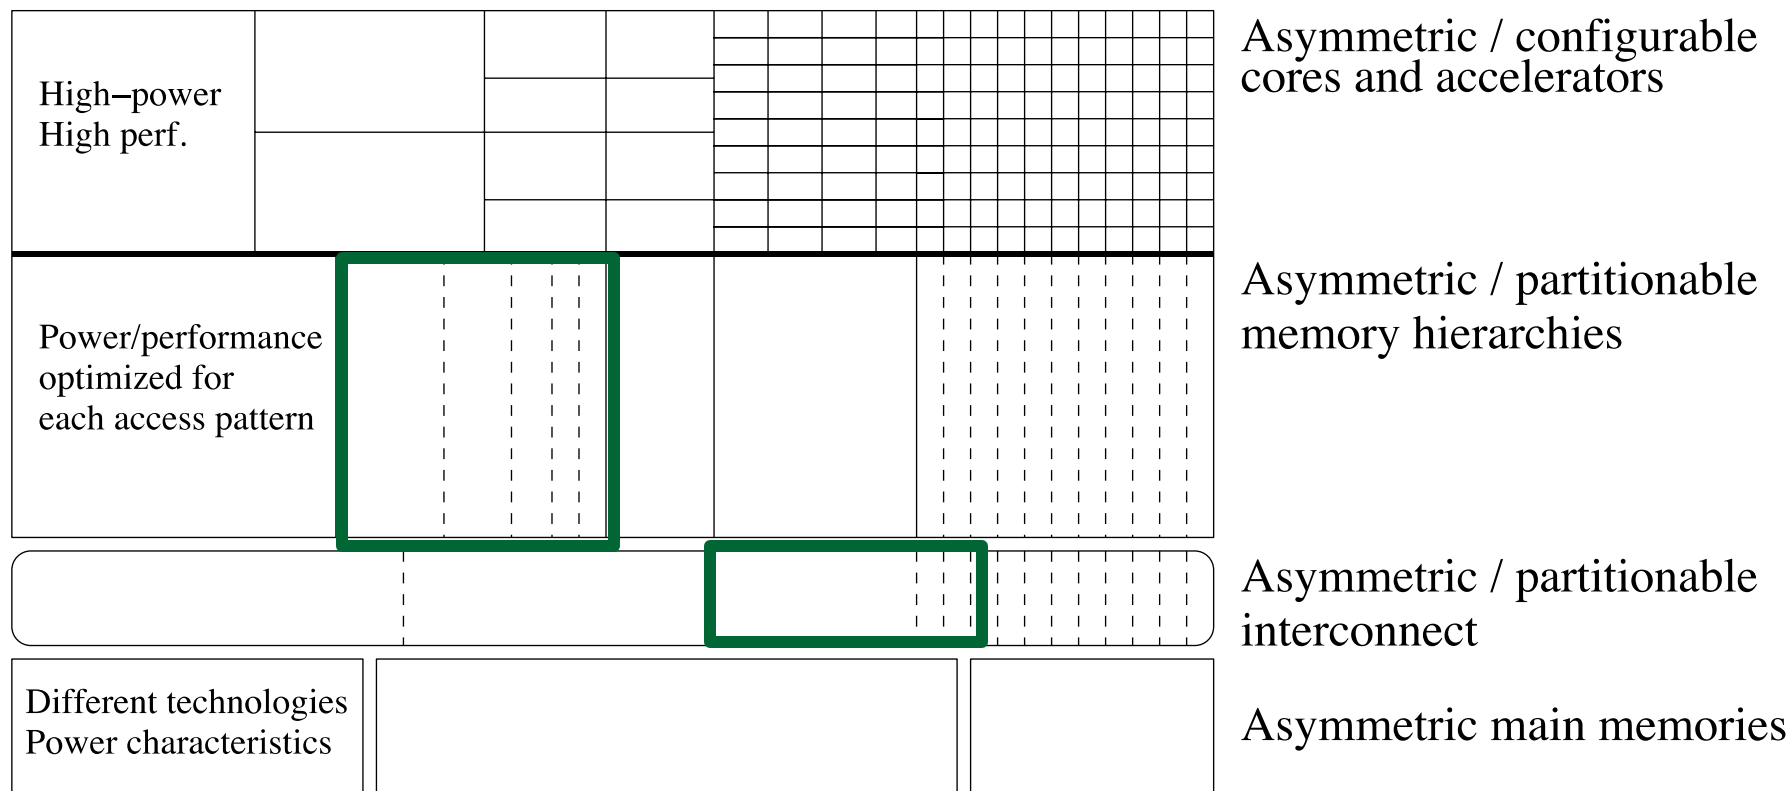 High–power
High perf.
Asymmetric / configurable
cores and accelerators
Power/performance
optimized for
each access pattern
Asymmetric / partitionable
memory hierarchies
Asymmetric / partitionable
interconnect
Different technologies
Power characteristics
Asymmetric main memories